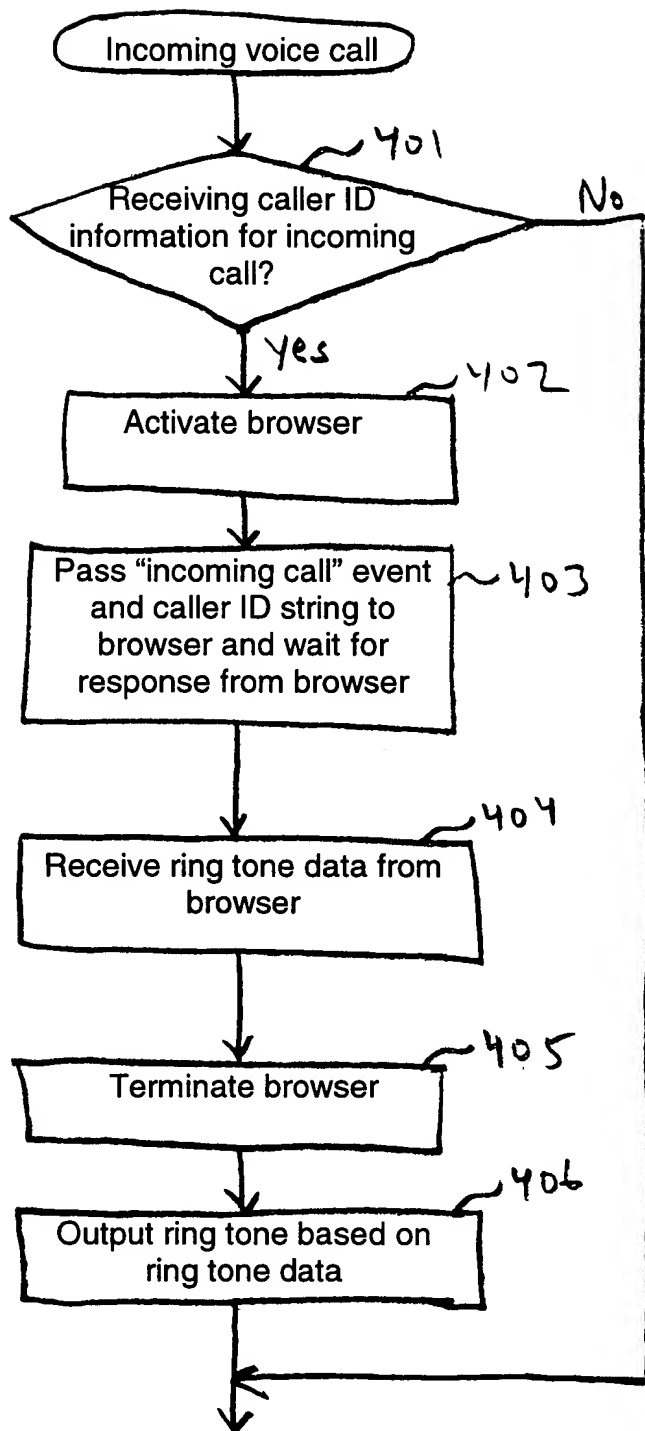 Incoming voice call
401
Receiving caller ID
information for incoming
call?
No
Yes
402
Activate browser
403
Pass “incoming call” event
and caller ID string to
browser and wait for
response from browser
404
Receive ring tone data from
browser
405
Terminate browser
406
Output ring tone based on
ring tone data